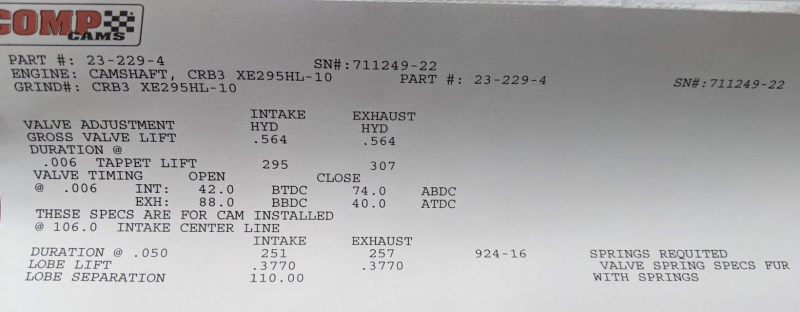 COMP
CAMS
PART #: 23-229-4 SN#:711249-22
ENGINE: CAMSHAFT, CRB3 XE295HL-10 PART #: 23-229-4 SN#:711249-22
GRIND#: CRB3 XE295HL-10
INTAKE EXHAUST
VALVE ADJUSTMENT HYD HYD
GROSS VALVE LIFT .564 .564
DURATION @
.006 TAPPET LIFT 295 307
VALVE TIMING OPEN CLOSE
@ .006 INT: 42.0 BTDC 74.0 ABDC
EXH: 88.0 BBDC 40.0 ATDC
THESE SPECS ARE FOR CAM INSTALLED
@ 106.0 INTAKE CENTER LINE
INTAKE EXHAUST
DURATION @ .050 251 257 924-16 SPRINGS REQUITED
LOBE LIFT .3770 .3770 VALVE SPRING SPECS FUR
LOBE SEPARATION 110.00 WITH SPRINGS